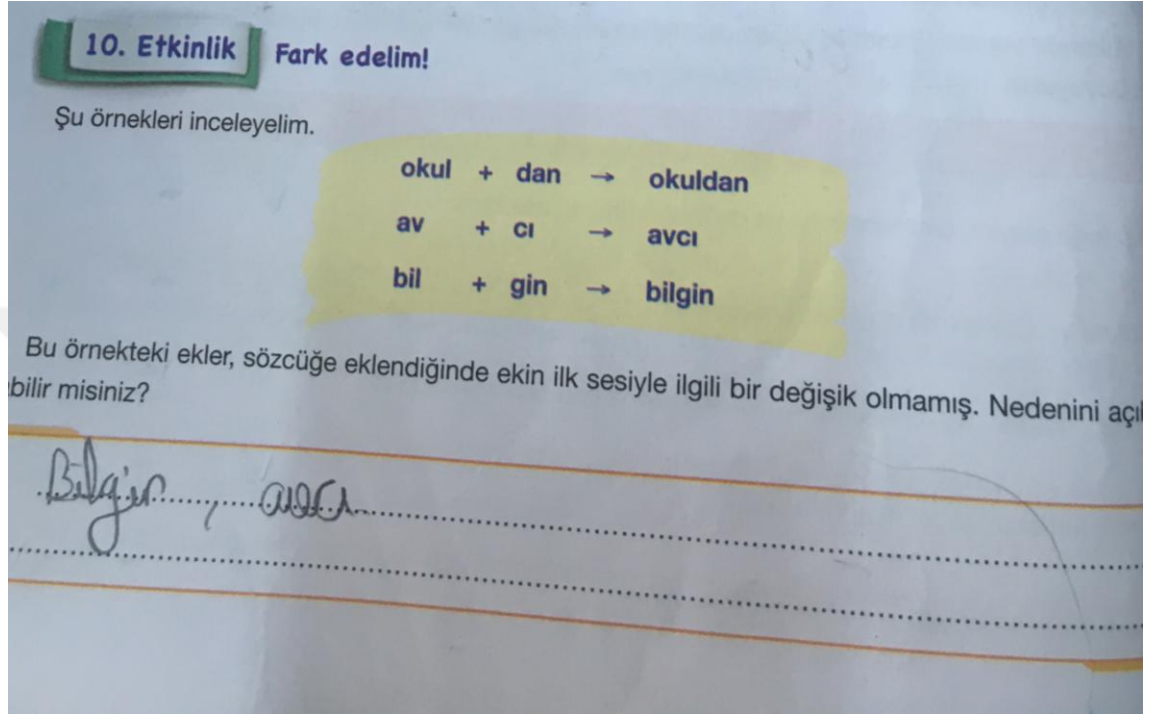 10. Etkinlik Fark edelim!
Şu örnekleri inceleyelim.
okul + dan → okuldan
av + cı → avcı
bil + gin → bilgin
Bu örnekteki ekler, sözcüğe eklendiğinde ekin ilk sesiyle ilgili bir değişik olmamış. Nedenini açı
bilir misiniz?
Bilgin, avcı